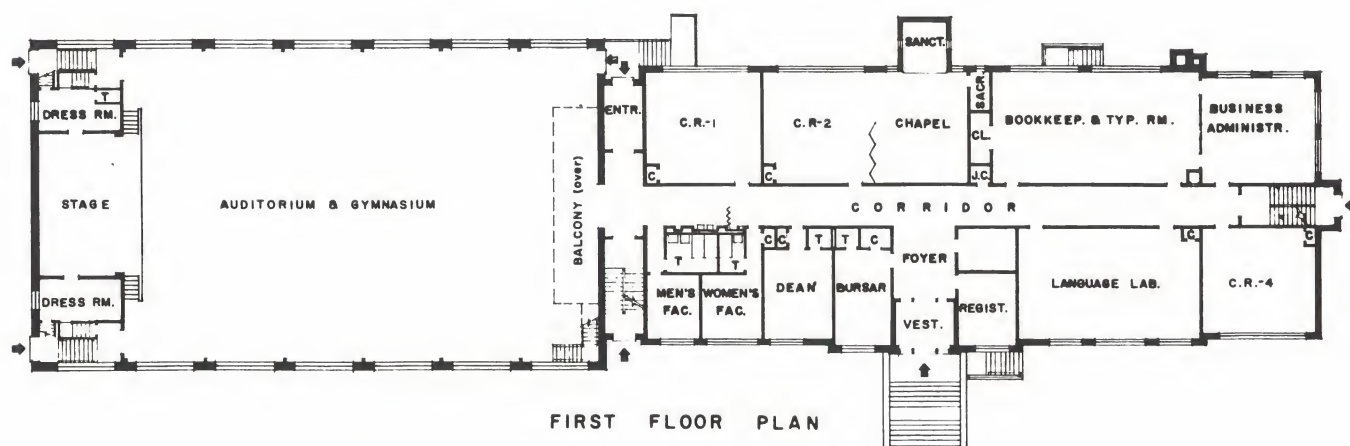 SANCT.
DRESS RM.
T
ENTR.
C.R.-1
C.R-2
CHAPEL
SACR.
CL.
J.C.
BOOKKEEP. & TYP. RM.
BUSINESS
ADMINISTR.
C.
C.
STAGE
AUDITORIUM & GYMNASIUM
BALCONY (over)
CORRIDOR
DRESS RM.
T
T
MEN'S
FAC.
WOMEN'S
FAC.
C
C
T
DEAN
T
C
BURSAR
FOYER
VEST.
REGIST.
LANGUAGE LAB.
C
C
C.R.-4
FIRST FLOOR PLAN